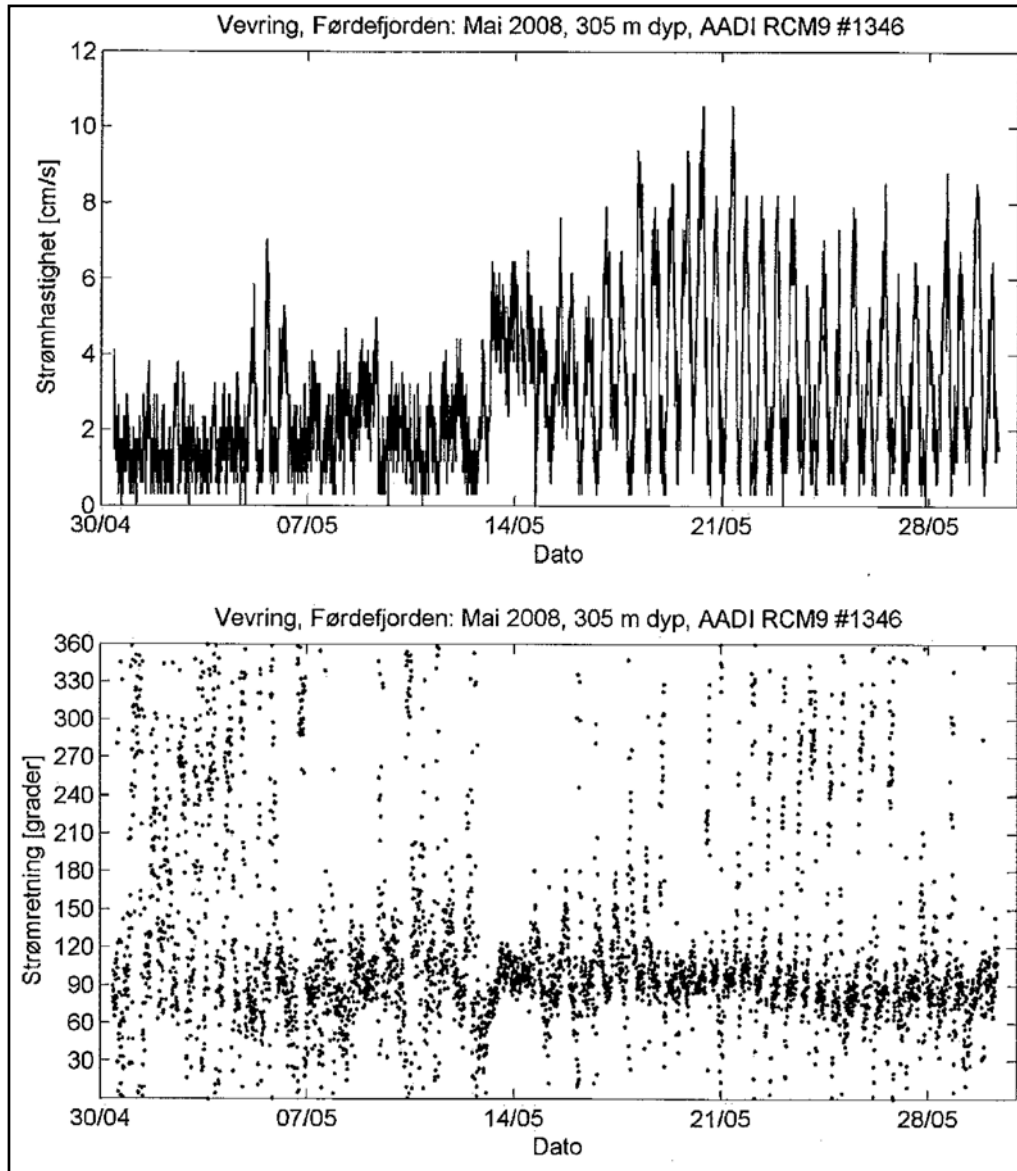 Vevring, Førdefjorden: Mai 2008, 305 m dyp, AADI RCM9 #1346
12
10
8
6
4
2
0
Strømhastighet [cm/s]
30/04 07/05 14/05 21/05 28/05
Dato
Vevring, Førdefjorden: Mai 2008, 305 m dyp, AADI RCM9 #1346
360
330
300
270
240
210
180
150
120
90
60
30
Strømretning [grader]
30/04 07/05 14/05 21/05 28/05
Dato